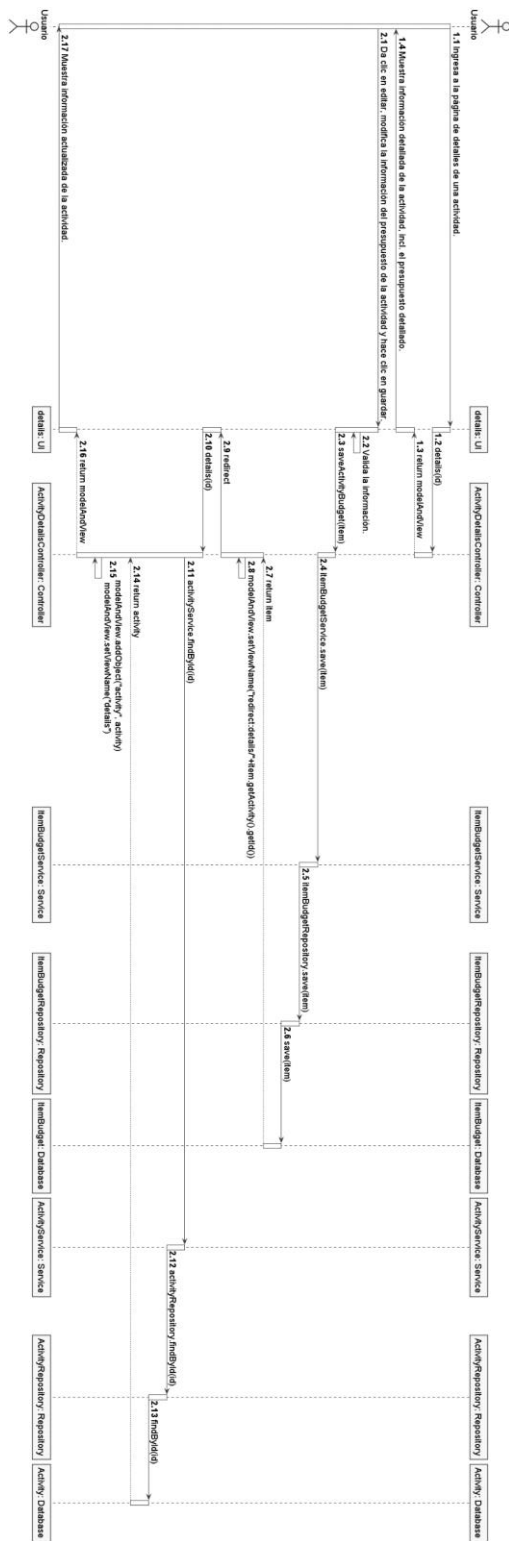 Usuario
details: UI
ActivityDetailsController: Controller
ItemBudgetService: Service
ItemBudgetRepository: Repository
ItemBudget: Database
ActivityService: Service
ActivityRepository: Repository
Activity: Database
1.1 Ingresa a la página de detalles de una actividad.
1.2 details(id)
1.3 return modelAndView
1.4 Muestra información detallada de la actividad, incl. el presupuesto detallado.
2.1 Da clic en editar, modifica la información del presupuesto de la actividad y hace clic en guardar.
2.2 Valida la información.
2.3 saveActivityBudget(item)
2.4 itemBudgetService.save(item)
2.5 itemBudgetRepository.save(item)
2.6 save(item)
2.7 return item
2.8 modelAndView.setViewName("redirect:details/"+item.getActivity().getId())
2.9 redirect
2.10 details(id)
2.11 activityService.findById(id)
2.12 activityRepository.findById(id)
2.13 findById(id)
2.14 return activity
2.15 modelAndView.addObject("activity", activity)
modelAndView.setViewName("details")
2.16 return modelAndView
2.17 Muestra información actualizada de la actividad.
Usuario
details: UI
ActivityDetailsController: Controller
ItemBudgetService: Service
ItemBudgetRepository: Repository
ItemBudget: Database
ActivityService: Service
ActivityRepository: Repository
Activity: Database